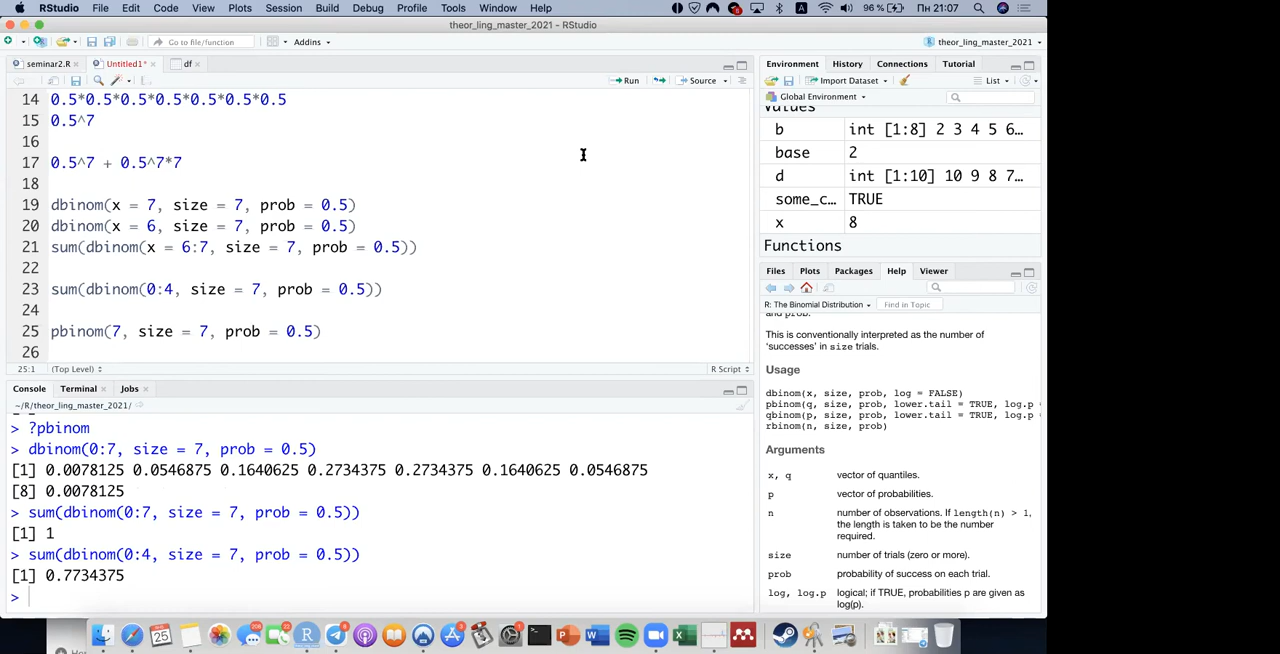 RStudio File Edit Code View Plots Session Build Debug Profile Tools Window Help 96 % Пн 21:07
theor_ling_master_2021 - RStudio
Go to file/function Addins theor_ling_master_2021
seminar2.R Untitled1* df
Run Source
14 0.5*0.5*0.5*0.5*0.5*0.5*0.5
15 0.5^7
16
17 0.5^7 + 0.5^7*7
18
19 dbinom(x = 7, size = 7, prob = 0.5)
20 dbinom(x = 6, size = 7, prob = 0.5)
21 sum(dbinom(x = 6:7, size = 7, prob = 0.5))
22
23 sum(dbinom(0:4, size = 7, prob = 0.5))
24
25 pbinom(7, size = 7, prob = 0.5)
26
25:1 (Top Level) R Script
Console Terminal Jobs
~/R/theor_ling_master_2021/
> ?pbinom
> dbinom(0:7, size = 7, prob = 0.5)
[1] 0.0078125 0.0546875 0.1640625 0.2734375 0.2734375 0.1640625 0.0546875
[8] 0.0078125
> sum(dbinom(0:7, size = 7, prob = 0.5))
[1] 1
> sum(dbinom(0:4, size = 7, prob = 0.5))
[1] 0.7734375
>
Environment History Connections Tutorial
Import Dataset List
Global Environment
Values
b int [1:8] 2 3 4 5 6…
base 2
d int [1:10] 10 9 8 7…
some_c… TRUE
x 8
Functions
Files Plots Packages Help Viewer
R: The Binomial Distribution Find in Topic
and prob.
This is conventionally interpreted as the number of
‘successes’ in size trials.
Usage
dbinom(x, size, prob, log = FALSE)
pbinom(q, size, prob, lower.tail = TRUE, log.p =
qbinom(p, size, prob, lower.tail = TRUE, log.p =
rbinom(n, size, prob)
Arguments
x, q vector of quantiles.
p vector of probabilities.
n number of observations. If length(n) > 1,
the length is taken to be the number
required.
size number of trials (zero or more).
prob probability of success on each trial.
log, log.p logical; if TRUE, probabilities p are given as
log(p).